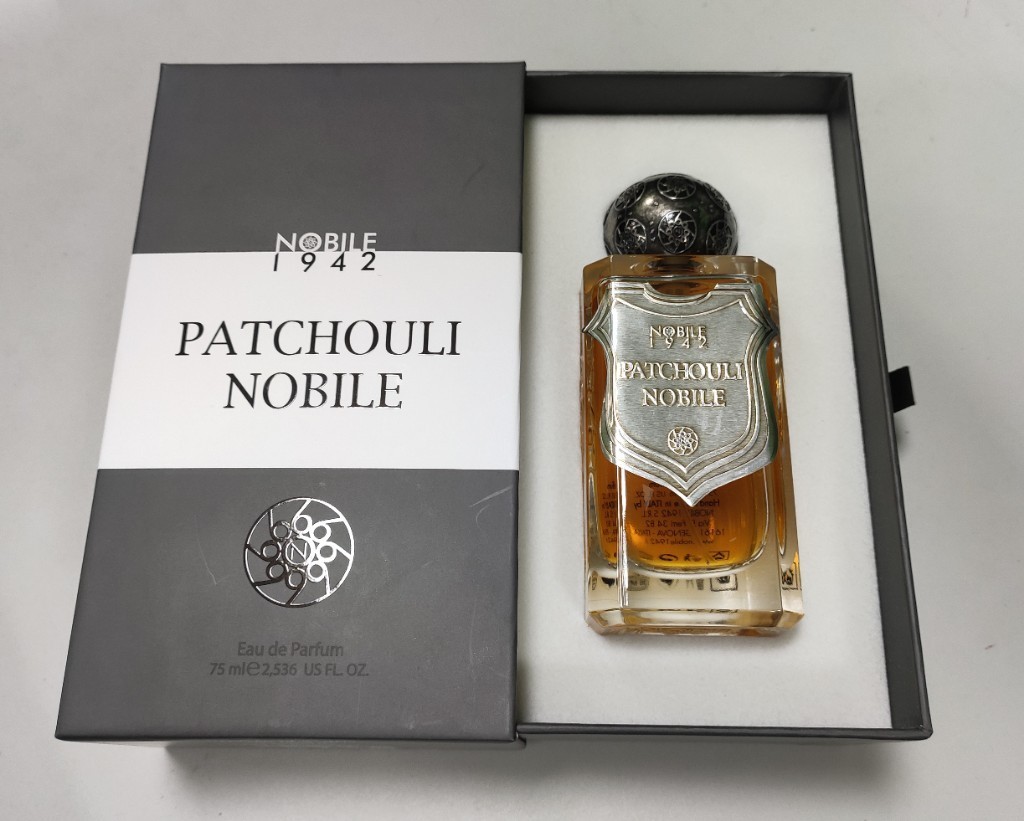 NOBILE
1942
PATCHOULI
NOBILE
Eau de Parfum
75 ml℮2,536 US FL. OZ.
NOBILE
1942
PATCHOULI
NOBILE